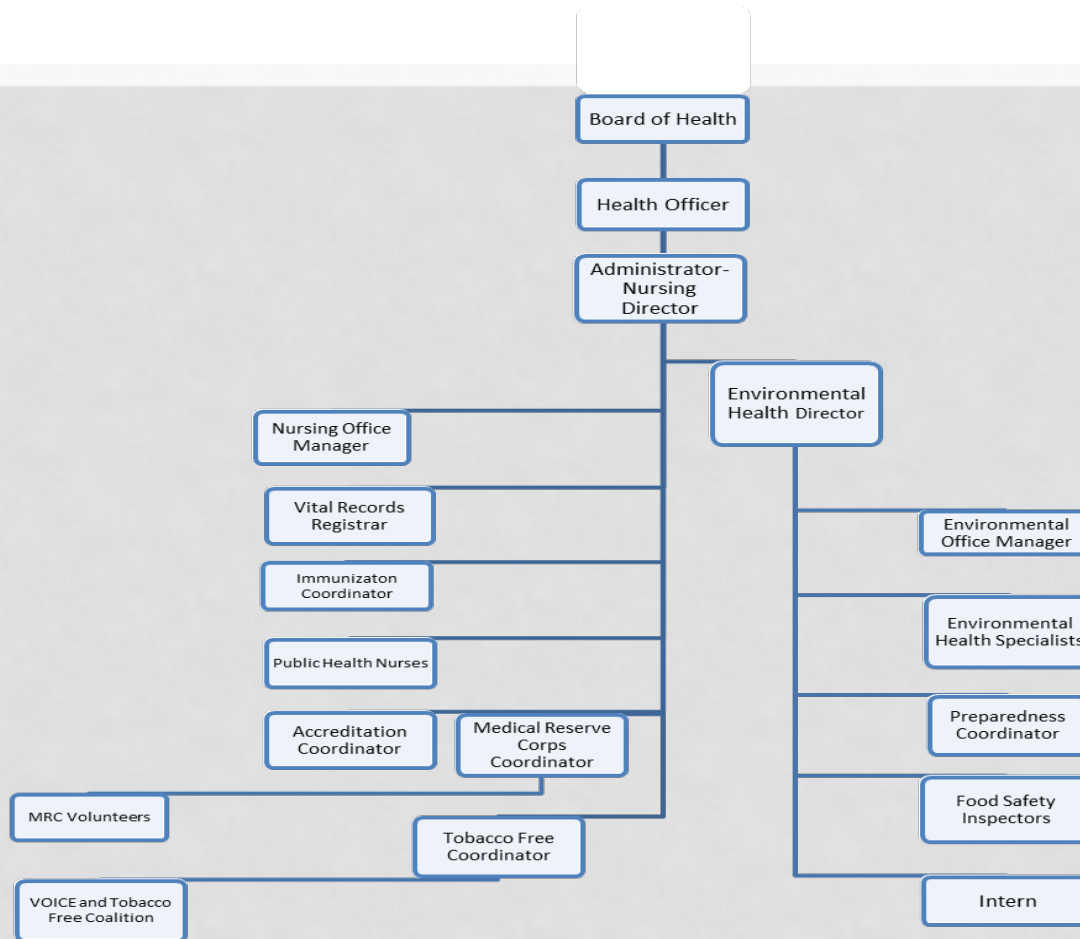 Board of Health
Health Officer
Administrator-
Nursing
Director
Environmental
Health Director
Nursing Office
Manager
Vital Records
Registrar
Environmental
Office Manager
Immunizaton
Coordinator
Environmental
Health Specialists
Public Health Nurses
Accreditation
Coordinator
Medical Reserve
Corps
Coordinator
Preparedness
Coordinator
MRC Volunteers
Food Safety
Inspectors
Tobacco Free
Coordinator
VOICE and Tobacco
Free Coalition
Intern